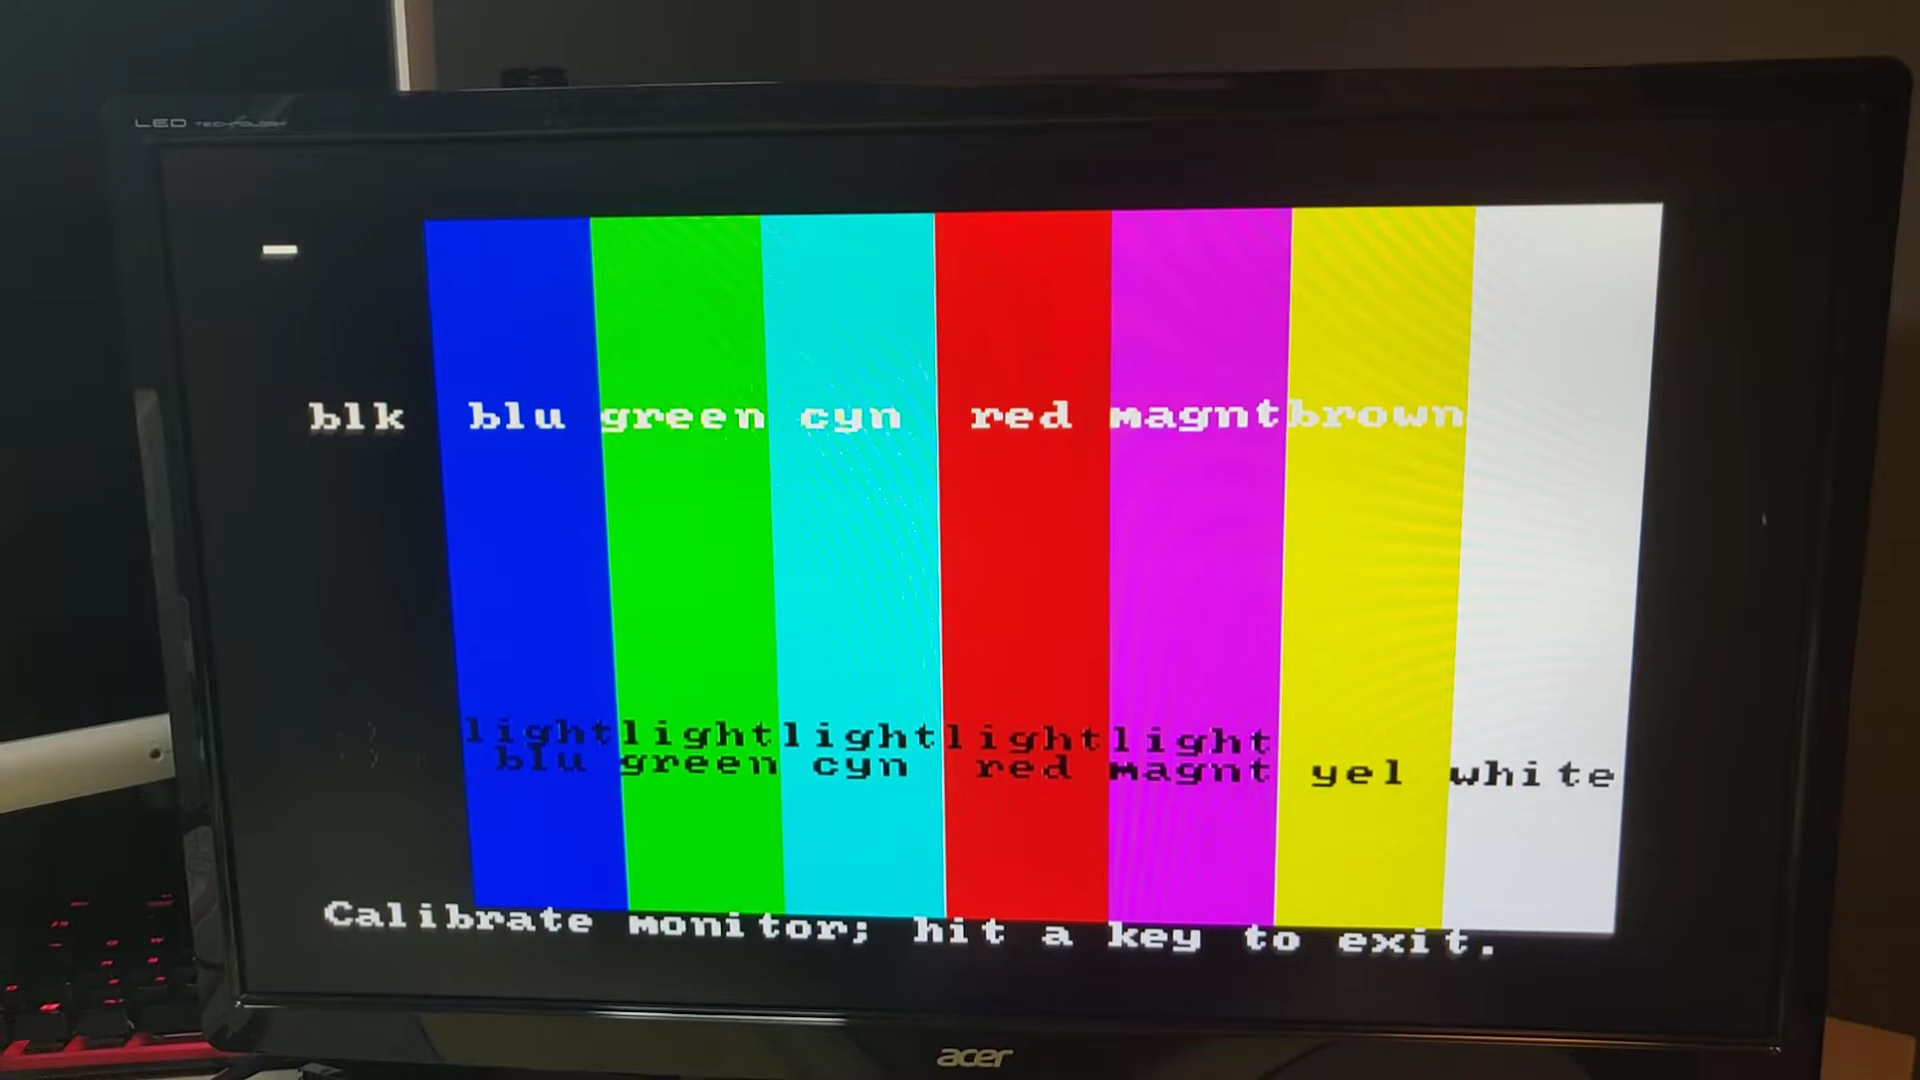 LED TECHNOLOGY
blk blu green cyn red magnt brown
light light light light light
blu green cyn red magnt yel white
Calibrate monitor; hit a key to exit.
acer